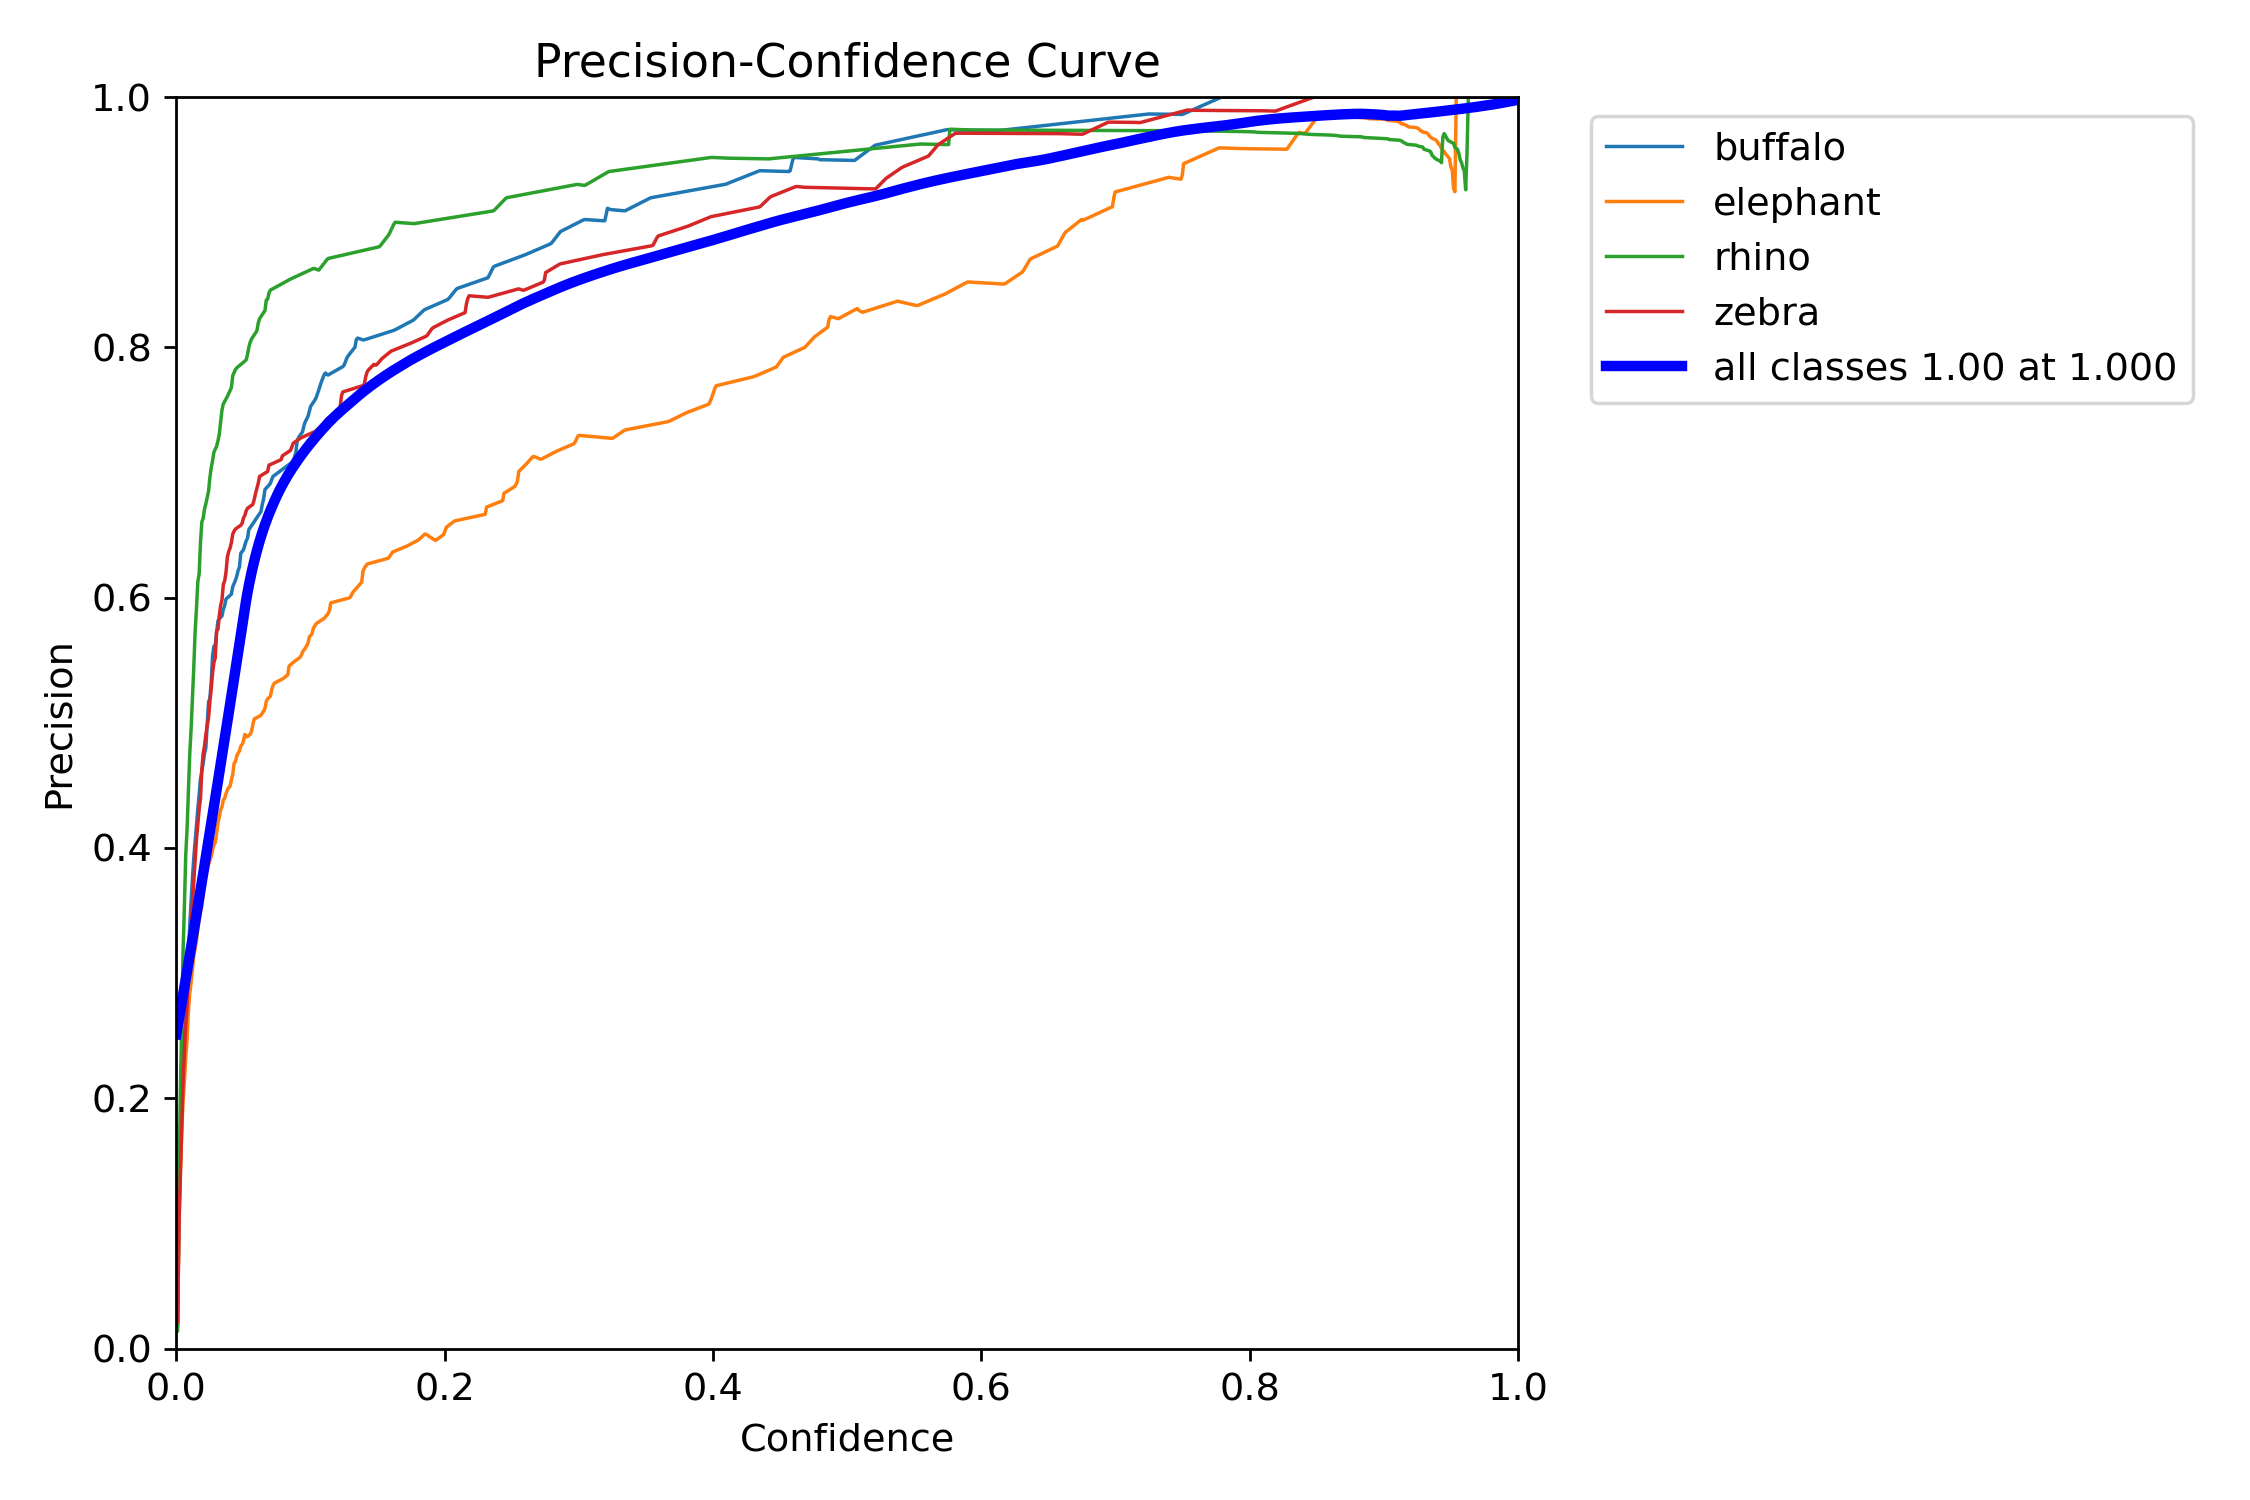 Precision-Confidence Curve
1.0
0.8
0.6
0.4
0.2
0.0
Precision
0.0 0.2 0.4 0.6 0.8 1.0
Confidence
buffalo
elephant
rhino
zebra
all classes 1.00 at 1.000